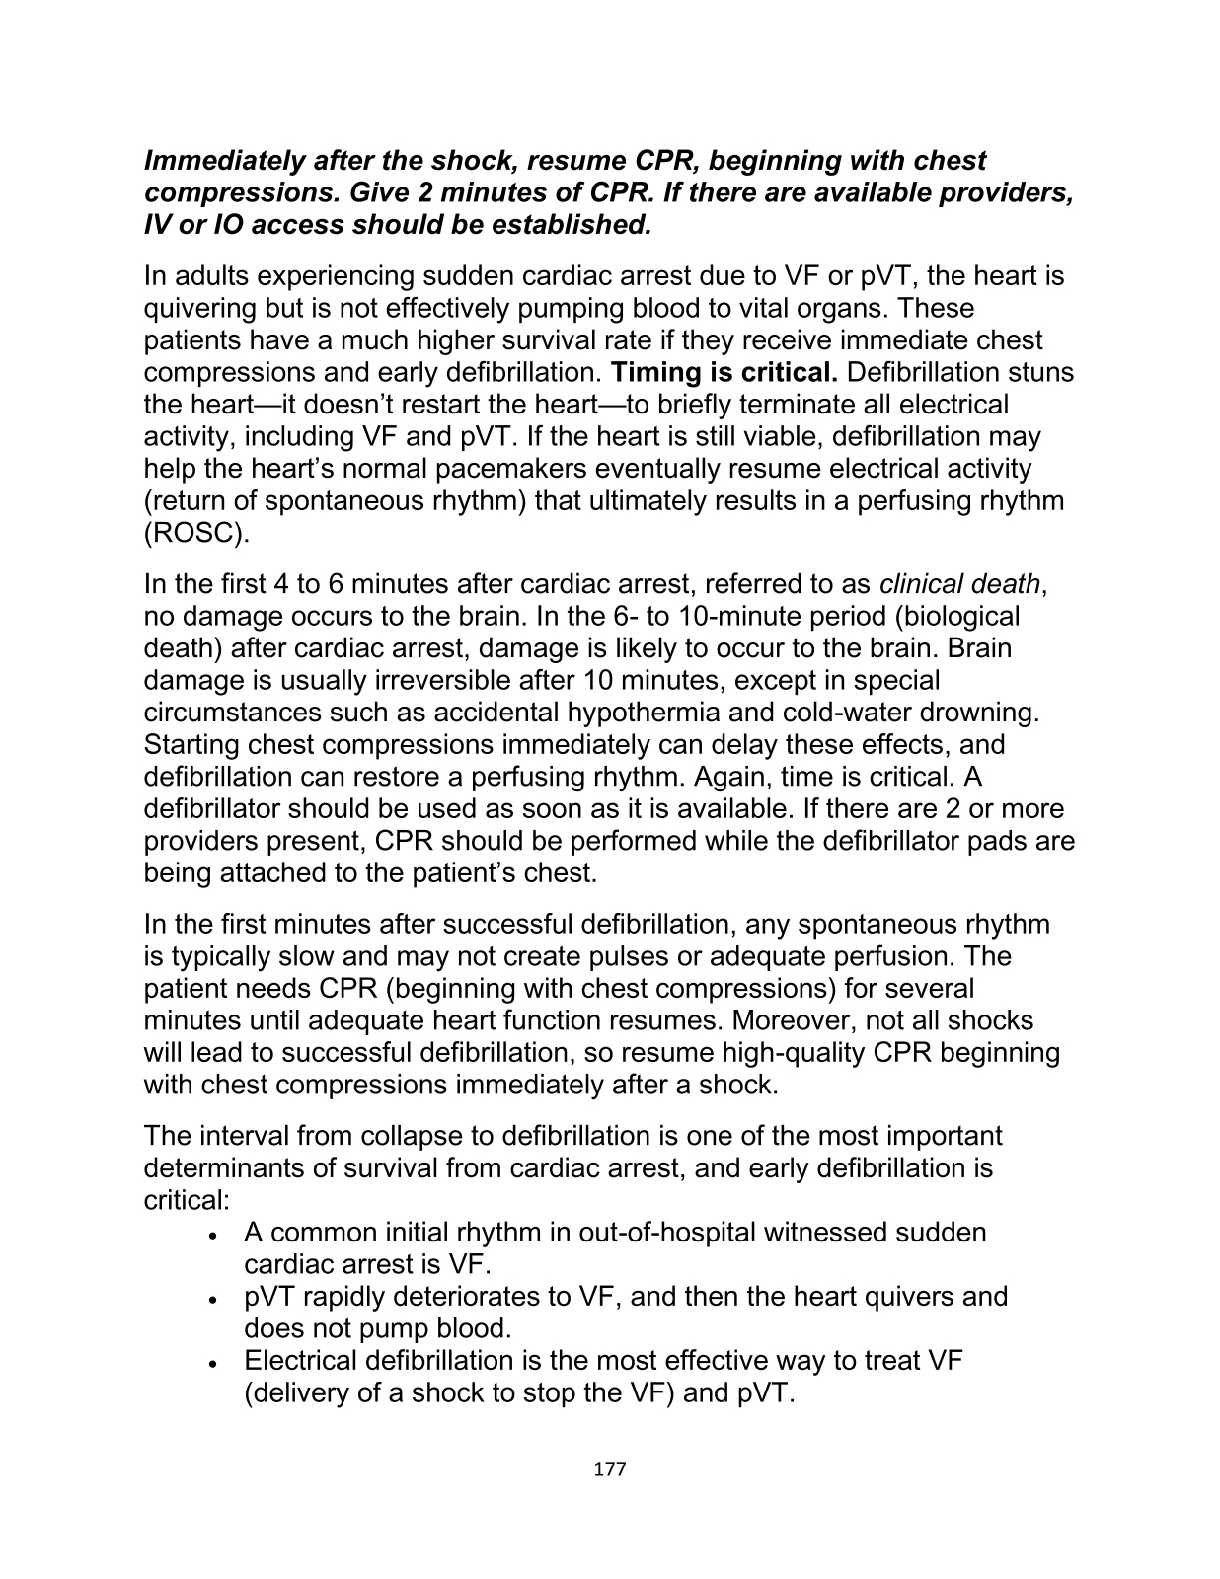 Immediately after the shock, resume CPR, beginning with chest
compressions. Give 2 minutes of CPR. If there are available providers,
IV or IO access should be established.
In adults experiencing sudden cardiac arrest due to VF or pVT, the heart is
quivering but is not effectively pumping blood to vital organs. These
patients have a much higher survival rate if they receive immediate chest
compressions and early defibrillation. Timing is critical. Defibrillation stuns
the heart—it doesn’t restart the heart—to briefly terminate all electrical
activity, including VF and pVT. If the heart is still viable, defibrillation may
help the heart’s normal pacemakers eventually resume electrical activity
(return of spontaneous rhythm) that ultimately results in a perfusing rhythm
(ROSC).
In the first 4 to 6 minutes after cardiac arrest, referred to as clinical death,
no damage occurs to the brain. In the 6- to 10-minute period (biological
death) after cardiac arrest, damage is likely to occur to the brain. Brain
damage is usually irreversible after 10 minutes, except in special
circumstances such as accidental hypothermia and cold-water drowning.
Starting chest compressions immediately can delay these effects, and
defibrillation can restore a perfusing rhythm. Again, time is critical. A
defibrillator should be used as soon as it is available. If there are 2 or more
providers present, CPR should be performed while the defibrillator pads are
being attached to the patient’s chest.
In the first minutes after successful defibrillation, any spontaneous rhythm
is typically slow and may not create pulses or adequate perfusion. The
patient needs CPR (beginning with chest compressions) for several
minutes until adequate heart function resumes. Moreover, not all shocks
will lead to successful defibrillation, so resume high-quality CPR beginning
with chest compressions immediately after a shock.
The interval from collapse to defibrillation is one of the most important
determinants of survival from cardiac arrest, and early defibrillation is
critical:
• A common initial rhythm in out-of-hospital witnessed sudden
cardiac arrest is VF.
• pVT rapidly deteriorates to VF, and then the heart quivers and
does not pump blood.
• Electrical defibrillation is the most effective way to treat VF
(delivery of a shock to stop the VF) and pVT.
177